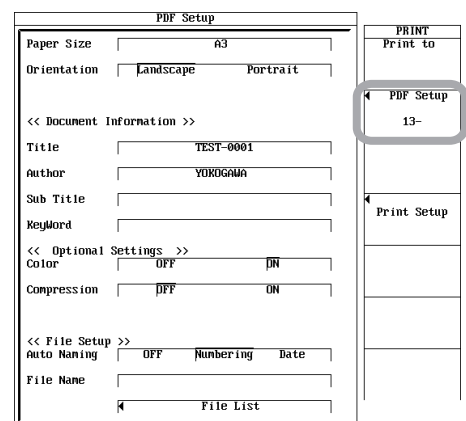 PDF Setup
Paper Size A3
Orientation Landscape Portrait
<< Document Information >>
Title TEST-0001
Author YOKOGAWA
Sub Title
KeyWord
<< Optional Settings >>
Color OFF ON
Compression OFF ON
<< File Setup >>
Auto Naming OFF Numbering Date
File Name
File List
PRINT
Print to
PDF Setup
13-
Print Setup